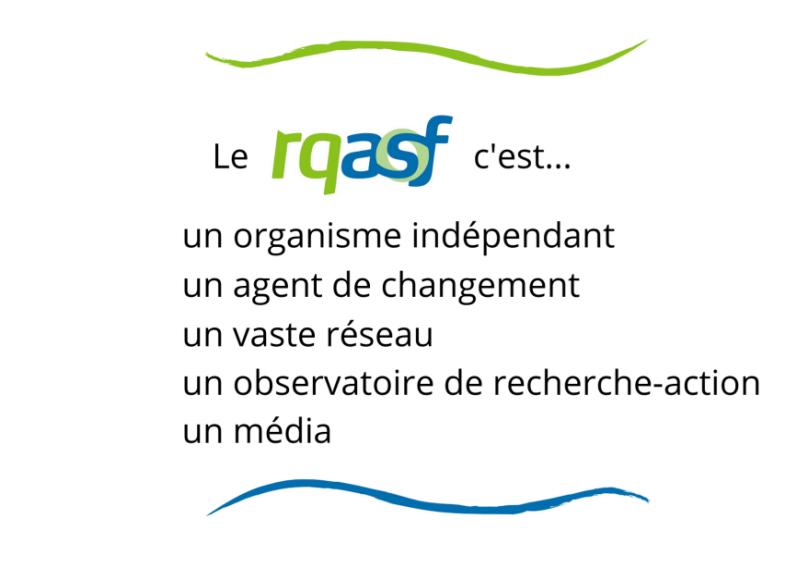 Le rqasf c'est...
un organisme indépendant
un agent de changement
un vaste réseau
un observatoire de recherche-action
un média